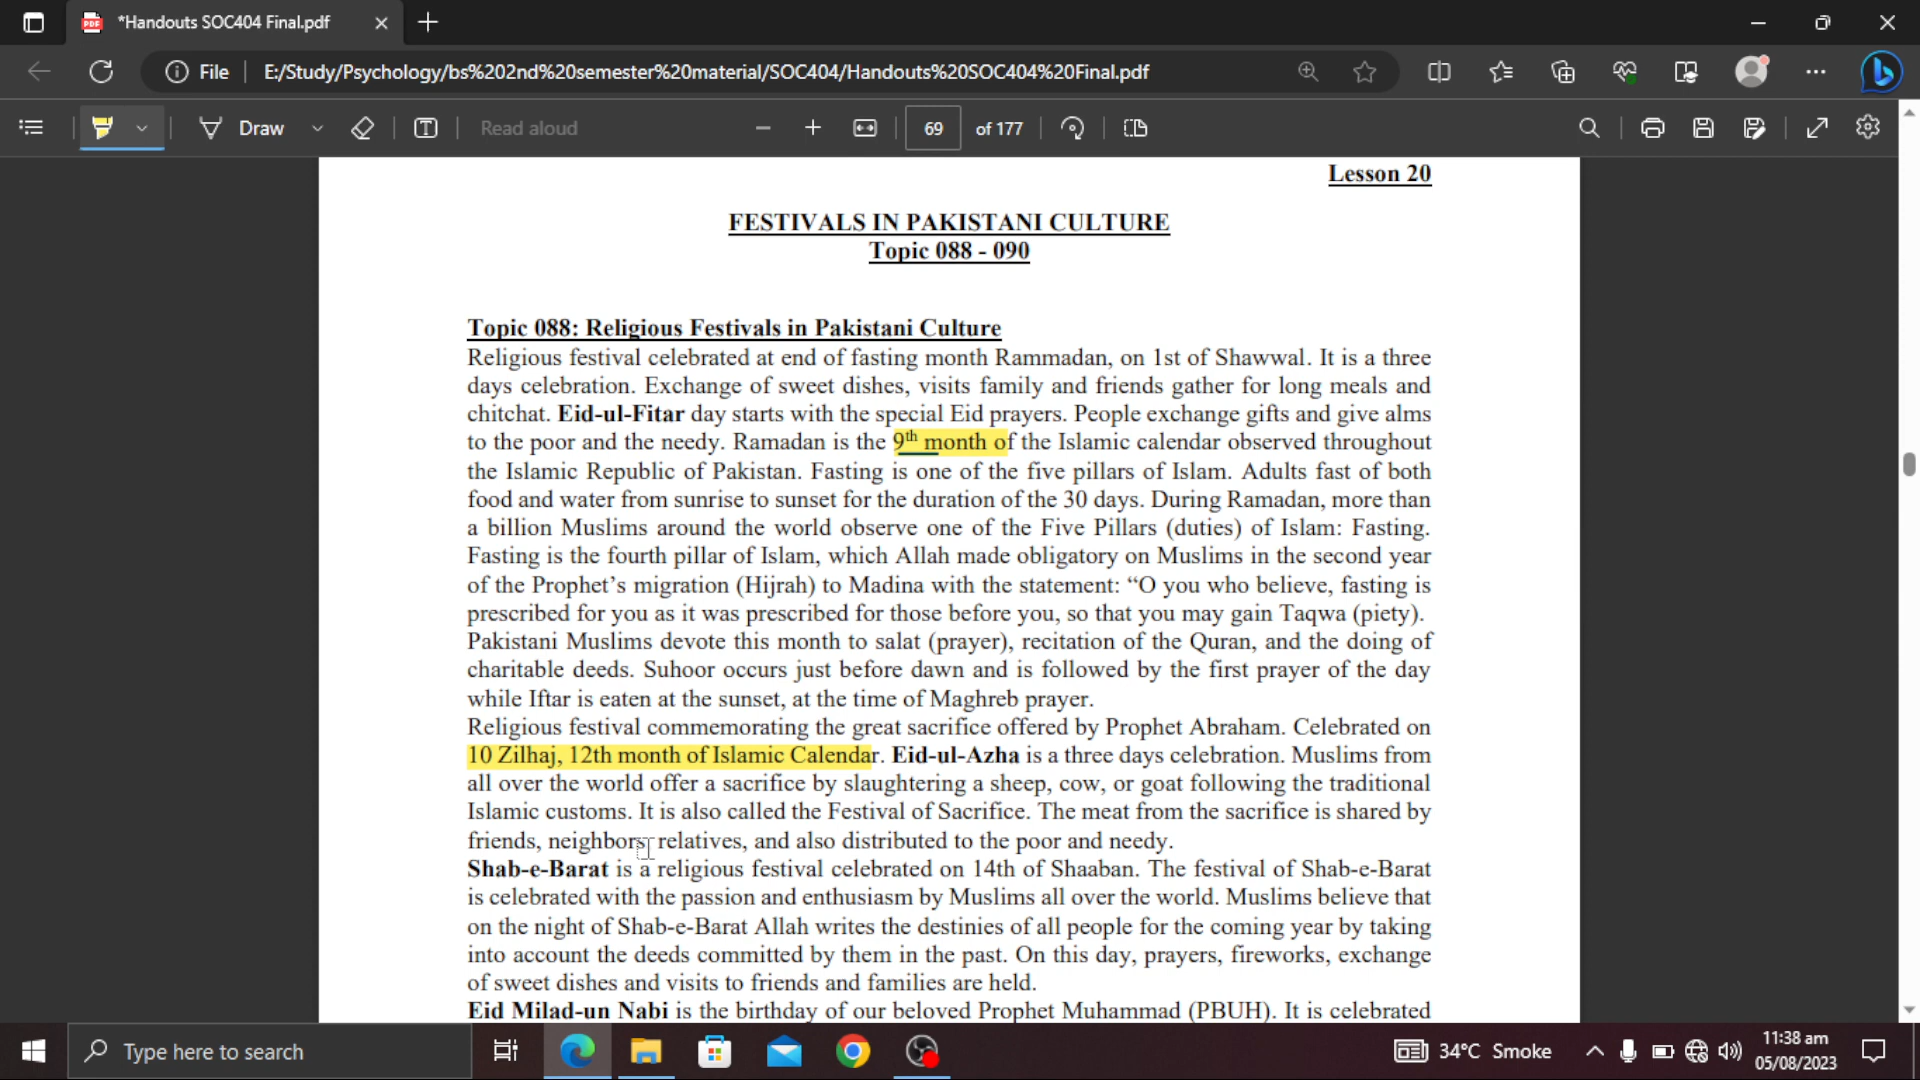 *Handouts SOC404 Final.pdf
File E:/Study/Psychology/bs%202nd%20semester%20material/SOC404/Handouts%20SOC404%20Final.pdf
Draw Read aloud 69 of 177
Lesson 20
FESTIVALS IN PAKISTANI CULTURE
Topic 088 - 090
Topic 088: Religious Festivals in Pakistani Culture
Religious festival celebrated at end of fasting month Rammadan, on 1st of Shawwal. It is a three
days celebration. Exchange of sweet dishes, visits family and friends gather for long meals and
chitchat. Eid-ul-Fitar day starts with the special Eid prayers. People exchange gifts and give alms
to the poor and the needy. Ramadan is the 9th month of the Islamic calendar observed throughout
the Islamic Republic of Pakistan. Fasting is one of the five pillars of Islam. Adults fast of both
food and water from sunrise to sunset for the duration of the 30 days. During Ramadan, more than
a billion Muslims around the world observe one of the Five Pillars (duties) of Islam: Fasting.
Fasting is the fourth pillar of Islam, which Allah made obligatory on Muslims in the second year
of the Prophet's migration (Hijrah) to Madina with the statement: “O you who believe, fasting is
prescribed for you as it was prescribed for those before you, so that you may gain Taqwa (piety).
Pakistani Muslims devote this month to salat (prayer), recitation of the Quran, and the doing of
charitable deeds. Suhoor occurs just before dawn and is followed by the first prayer of the day
while Iftar is eaten at the sunset, at the time of Maghreb prayer.
Religious festival commemorating the great sacrifice offered by Prophet Abraham. Celebrated on
10 Zilhaj, 12th month of Islamic Calendar. Eid-ul-Azha is a three days celebration. Muslims from
all over the world offer a sacrifice by slaughtering a sheep, cow, or goat following the traditional
Islamic customs. It is also called the Festival of Sacrifice. The meat from the sacrifice is shared by
friends, neighbors, relatives, and also distributed to the poor and needy.
Shab-e-Barat is a religious festival celebrated on 14th of Shaaban. The festival of Shab-e-Barat
is celebrated with the passion and enthusiasm by Muslims all over the world. Muslims believe that
on the night of Shab-e-Barat Allah writes the destinies of all people for the coming year by taking
into account the deeds committed by them in the past. On this day, prayers, fireworks, exchange
of sweet dishes and visits to friends and families are held.
Eid Milad-un Nabi is the birthday of our beloved Prophet Muhammad (PBUH). It is celebrated
Type here to search
34°C Smoke
11:38 am
05/08/2023